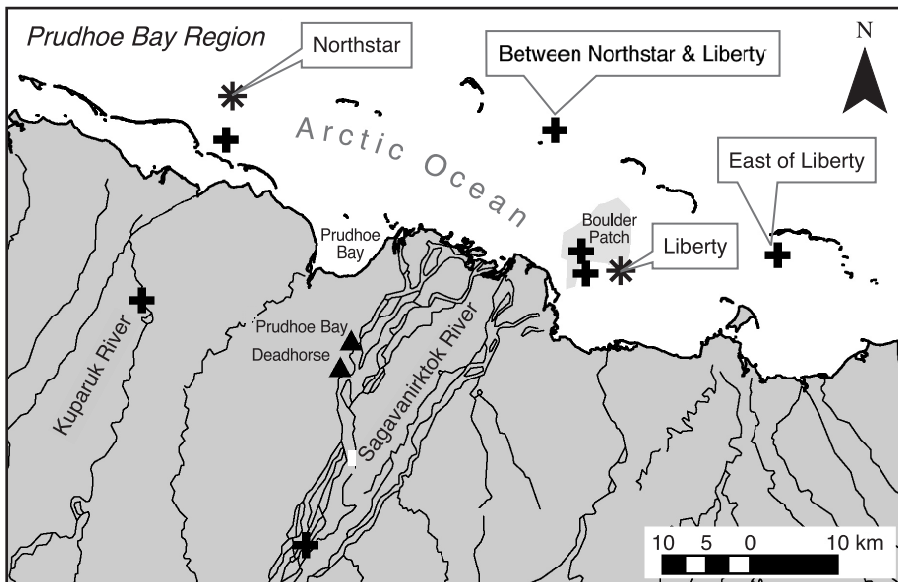 Prudhoe Bay Region
Northstar
Between Northstar & Liberty
N
Arctic Ocean
East of Liberty
Boulder
Patch
Prudhoe
Bay
Liberty
Prudhoe Bay
Deadhorse
Kuparuk River
Sagavanirktok River
10 5 0 10 km